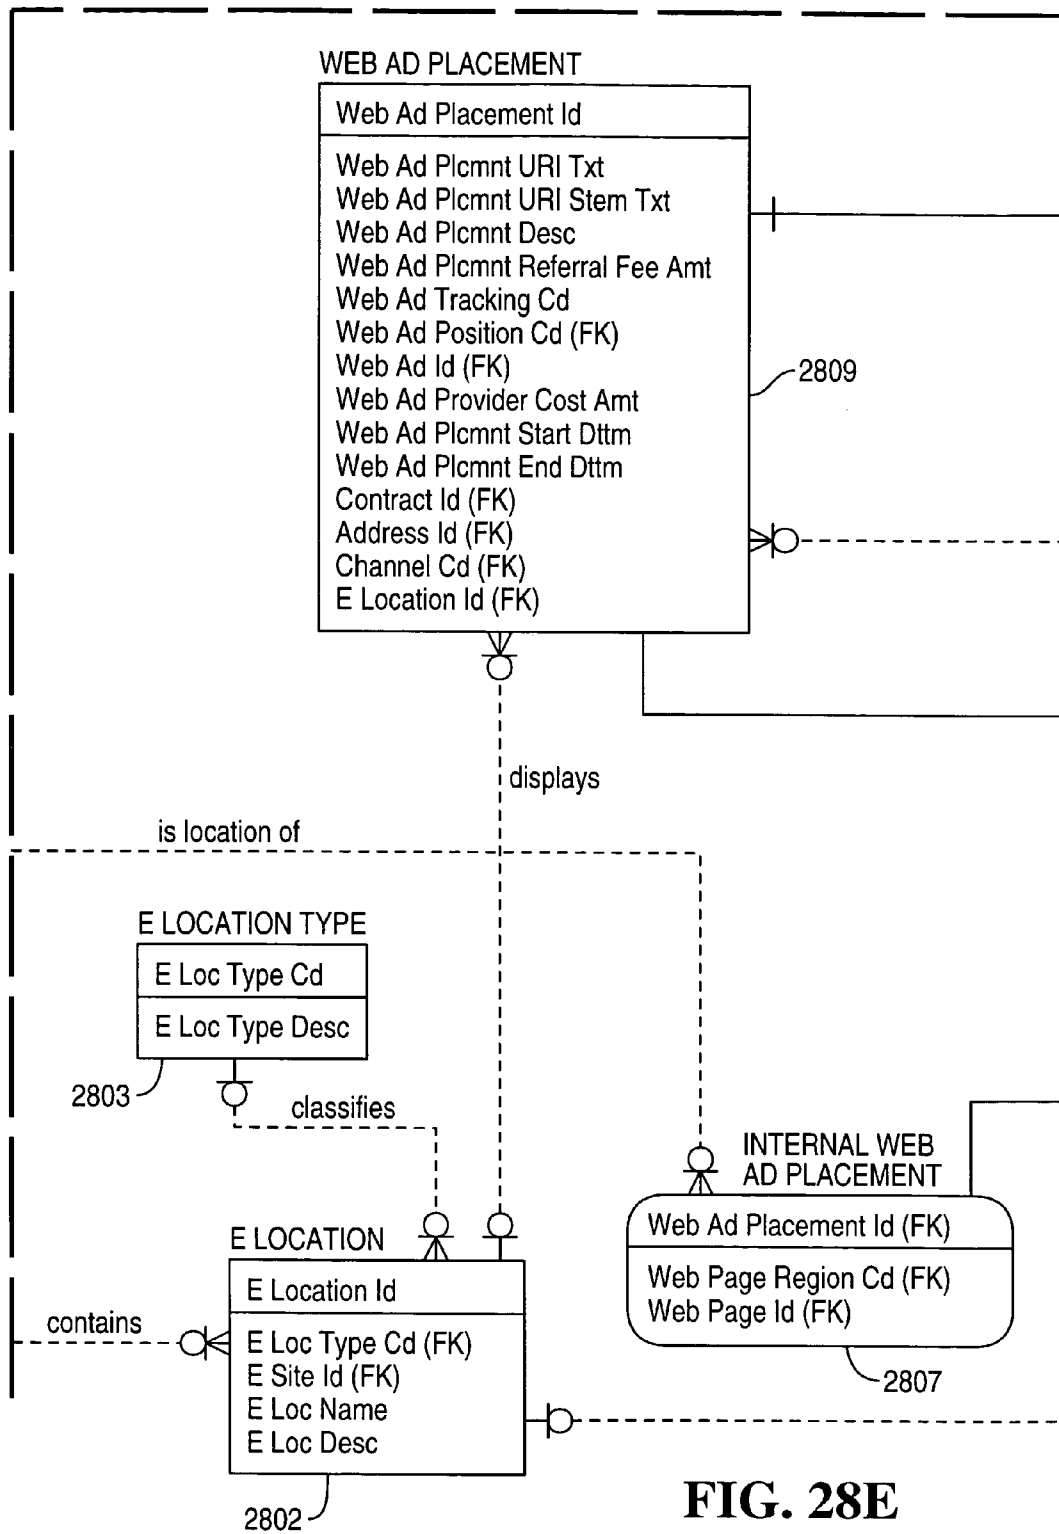 WEB AD PLACEMENT
Web Ad Placement Id
Web Ad Plcmnt URI Txt
Web Ad Plcmnt URI Stem Txt
Web Ad Plcmnt Desc
Web Ad Plcmnt Referral Fee Amt
Web Ad Tracking Cd
Web Ad Position Cd (FK)
Web Ad Id (FK)
Web Ad Provider Cost Amt
Web Ad Plcmnt Start Dttm
Web Ad Plcmnt End Dttm
Contract Id (FK)
Address Id (FK)
Channel Cd (FK)
E Location Id (FK)
2809
displays
is location of
E LOCATION TYPE
E Loc Type Cd
E Loc Type Desc
2803
classifies
INTERNAL WEB
AD PLACEMENT
Web Ad Placement Id (FK)
Web Page Region Cd (FK)
Web Page Id (FK)
2807
E LOCATION
E Location Id
contains
E Loc Type Cd (FK)
E Site Id (FK)
E Loc Name
E Loc Desc
2802
FIG. 28E